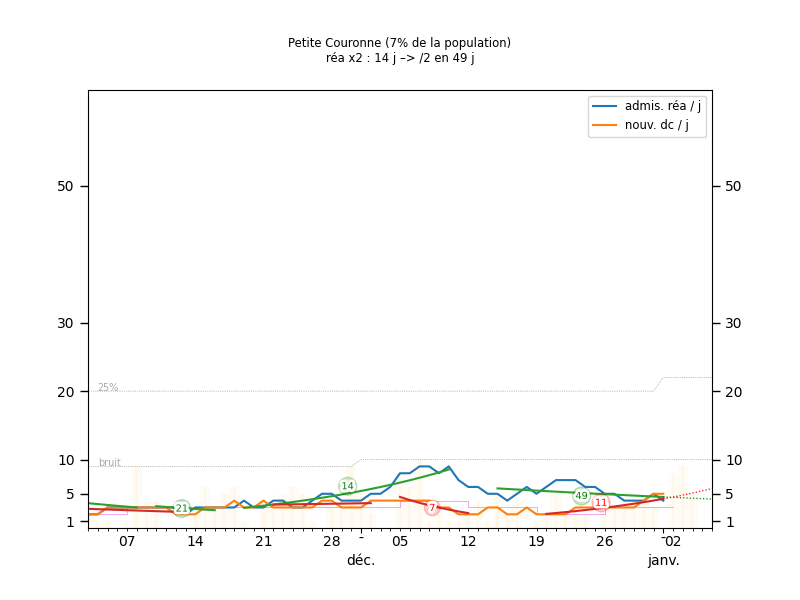 Petite Couronne (7% de la population)
réa x2 : 14 j –> /2 en 49 j
admis. réa / j
nouv. dc / j
50 50
30 30
25%
20 20
bruit
10 10
14
49
5 5
11
21 7
1 1
07 14 21 28 - 05 12 19 26 - 02
déc. janv.